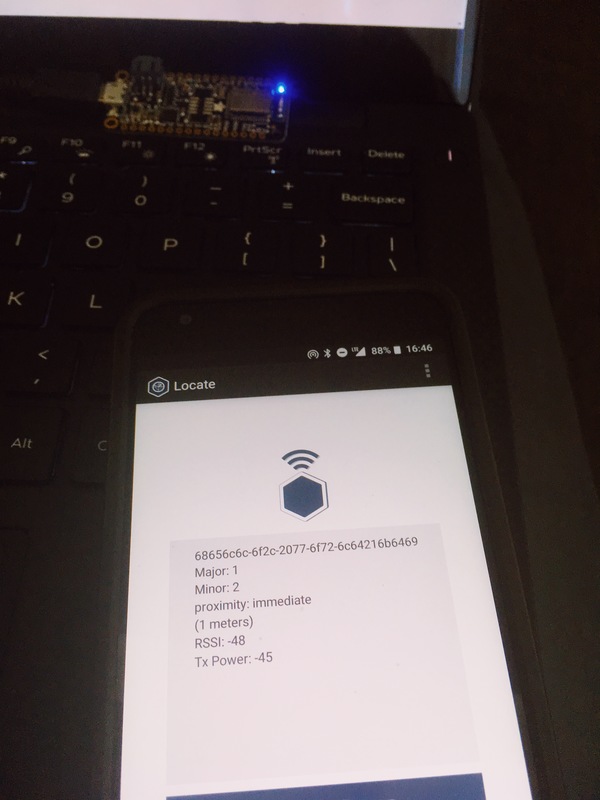 F9 F10 F11 F12 PrtScr Insert Delete
( ) _ +
9 0 - = Backspace
I O P { } |
[ ] \
K L
<
,
Alt C
LTE 88% 16:46
Locate
68656c6c-6f2c-2077-6f72-6c64216b6469
Major: 1
Minor: 2
proximity: immediate
(1 meters)
RSSI: -48
Tx Power: -45